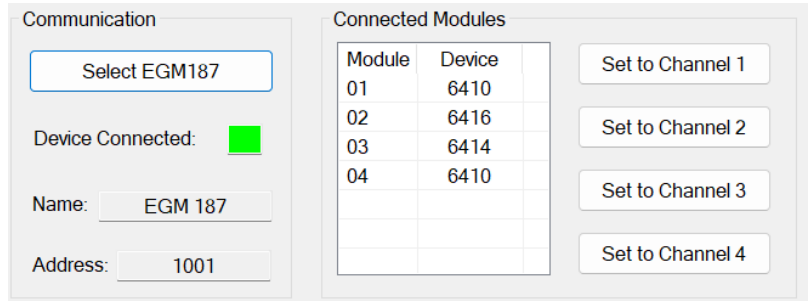 Communication
Select EGM187
Device Connected:
Name: EGM 187
Address: 1001
Connected Modules
Module Device
01 6410
02 6416
03 6414
04 6410
Set to Channel 1
Set to Channel 2
Set to Channel 3
Set to Channel 4